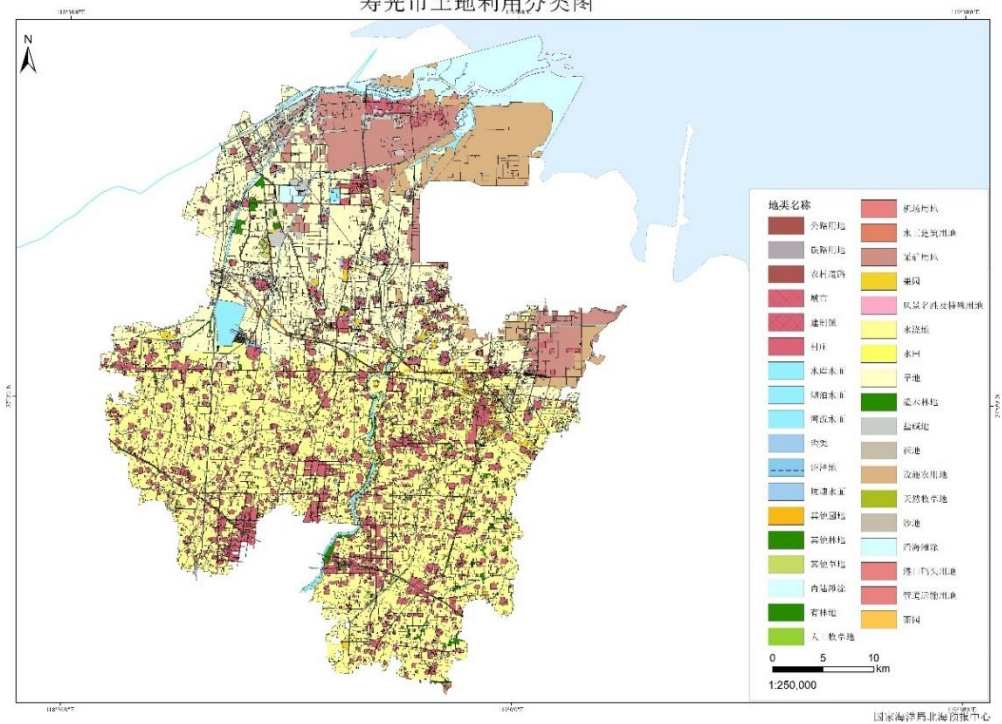 寿光市土地利用分类图
N
地类名称
公路用地
铁路用地
农村道路
城市
建制镇
村庄
水库水面
湖泊水面
河流水面
沟渠
沼泽地
坑塘水面
其他园地
其他林地
其他草地
内陆滩涂
有林地
人工牧草地
机场用地
水工建筑用地
采矿用地
果园
风景名胜及特殊用地
水浇地
水田
旱地
灌木林地
盐碱地
裸地
设施农用地
天然牧草地
沙地
沿海滩涂
港口码头用地
管道运输用地
茶园
0 5 10
km
1:250,000
国家海洋局北海预报中心